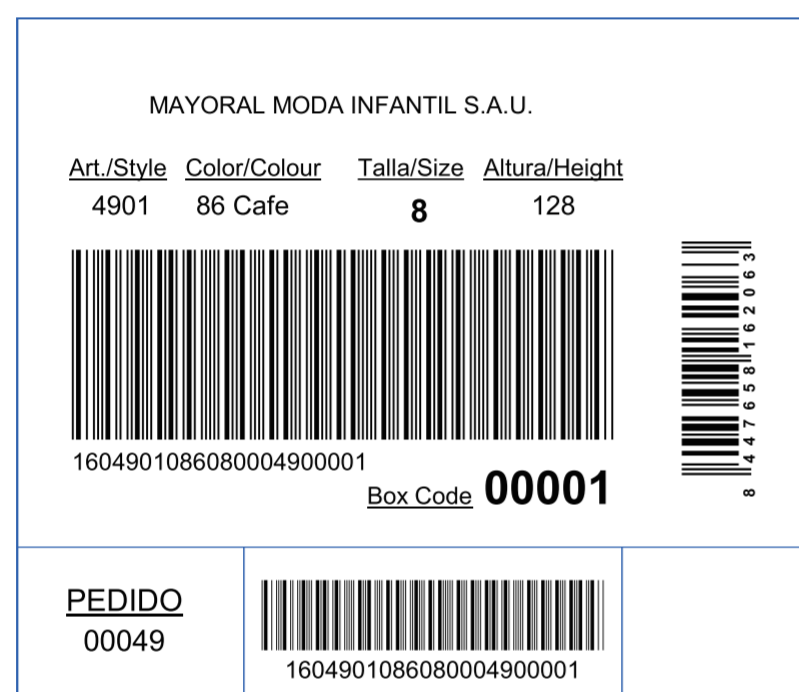 MAYORAL MODA INFANTIL S.A.U.
Art./Style Color/Colour Talla/Size Altura/Height
4901 86 Cafe 8 128
8447658162063
1604901086080004900001
Box Code 00001
PEDIDO
00049
1604901086080004900001